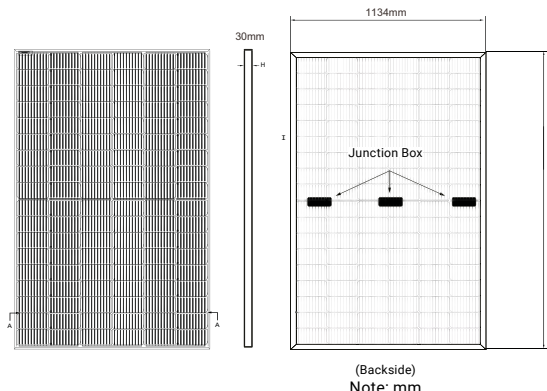 1134mm
30mm
H
I
Junction Box
A
A
(Backside)
Note: mm